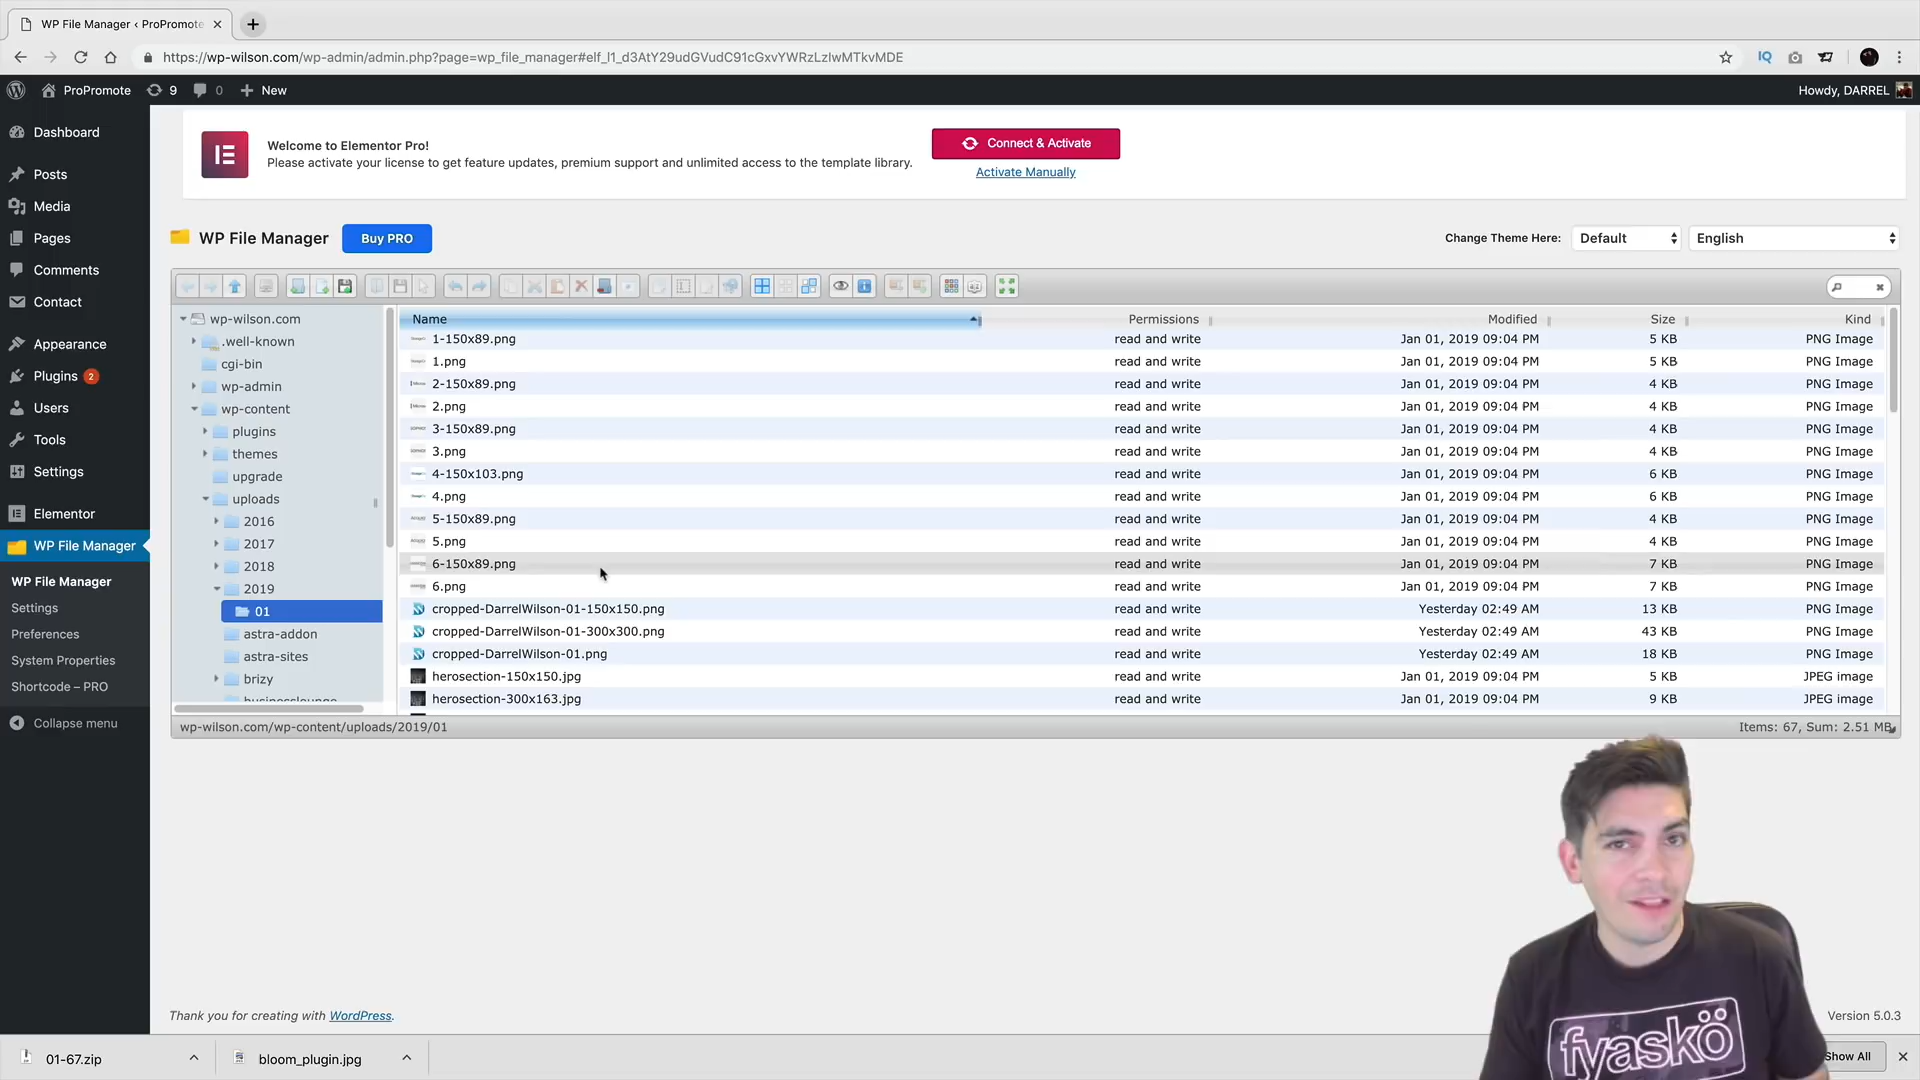 WP File Manager ‹ ProPromote
https://wp-wilson.com/wp-admin/admin.php?page=wp_file_manager#elf_l1_d3AtY29udGVudC91cGxvYWRzLzIwMTkvMDE
IQ
ProPromote
9
0
New
Howdy, DARREL
Dashboard
Posts
Media
Pages
Comments
Contact
Appearance
Plugins 2
Users
Tools
Settings
Elementor
WP File Manager
WP File Manager
Settings
Preferences
System Properties
Shortcode – PRO
Collapse menu
Welcome to Elementor Pro!
Please activate your license to get feature updates, premium support and unlimited access to the template library.
Connect & Activate
Activate Manually
WP File Manager
Buy PRO
Change Theme Here:
Default
English
wp-wilson.com
.well-known
cgi-bin
wp-admin
wp-content
plugins
themes
upgrade
uploads
2016
2017
2018
2019
01
astra-addon
astra-sites
brizy
businesslounge
Name Permissions Modified Size Kind
1-150x89.png read and write Jan 01, 2019 09:04 PM 5 KB PNG Image
1.png read and write Jan 01, 2019 09:04 PM 5 KB PNG Image
2-150x89.png read and write Jan 01, 2019 09:04 PM 4 KB PNG Image
2.png read and write Jan 01, 2019 09:04 PM 4 KB PNG Image
3-150x89.png read and write Jan 01, 2019 09:04 PM 4 KB PNG Image
3.png read and write Jan 01, 2019 09:04 PM 4 KB PNG Image
4-150x103.png read and write Jan 01, 2019 09:04 PM 6 KB PNG Image
4.png read and write Jan 01, 2019 09:04 PM 6 KB PNG Image
5-150x89.png read and write Jan 01, 2019 09:04 PM 4 KB PNG Image
5.png read and write Jan 01, 2019 09:04 PM 4 KB PNG Image
6-150x89.png read and write Jan 01, 2019 09:04 PM 7 KB PNG Image
6.png read and write Jan 01, 2019 09:04 PM 7 KB PNG Image
cropped-DarrelWilson-01-150x150.png read and write Yesterday 02:49 AM 13 KB PNG Image
cropped-DarrelWilson-01-300x300.png read and write Yesterday 02:49 AM 43 KB PNG Image
cropped-DarrelWilson-01.png read and write Yesterday 02:49 AM 18 KB PNG Image
herosection-150x150.jpg read and write Jan 01, 2019 09:04 PM 5 KB JPEG image
herosection-300x163.jpg read and write Jan 01, 2019 09:04 PM 9 KB JPEG image
wp-wilson.com/wp-content/uploads/2019/01
Items: 67, Sum: 2.51 MB
Thank you for creating with WordPress.
Version 5.0.3
fyaskö
01-67.zip
bloom_plugin.jpg
Show All